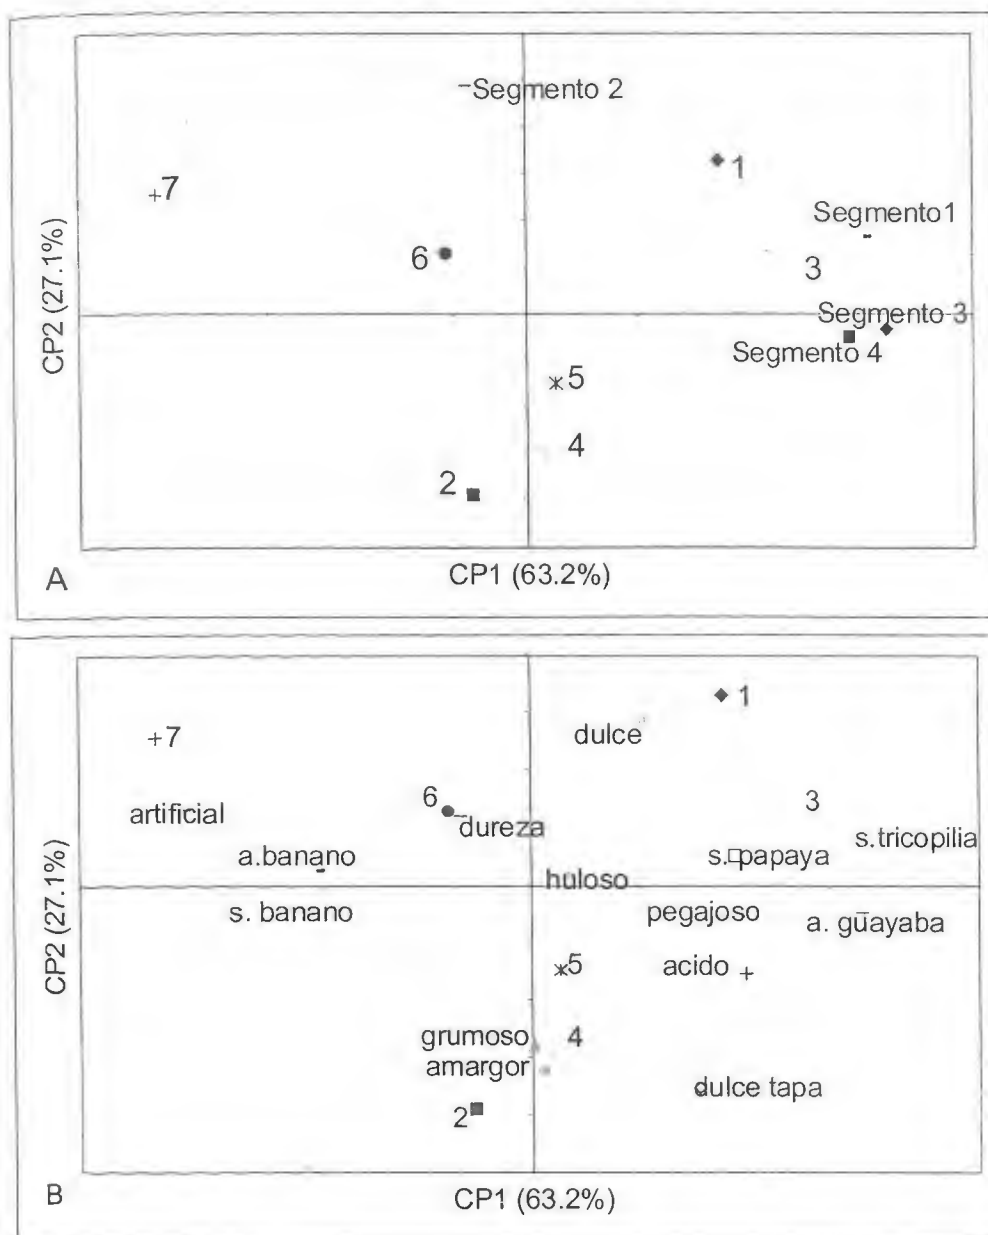 Segmento 2
1
7
Segmento1
6
3
Segmento 3
Segmento 4
5
4
2
CP2 (27.1%)
A
CP1 (63.2%)
1
7
dulce
6
3
artificial
dureza
s.tricopilia
a.banano
s. papaya
huloso
s. banano
pegajoso
a. guayaba
5
acido
grumoso
4
amargor
dulce tapa
2
CP2 (27.1%)
B
CP1 (63.2%)